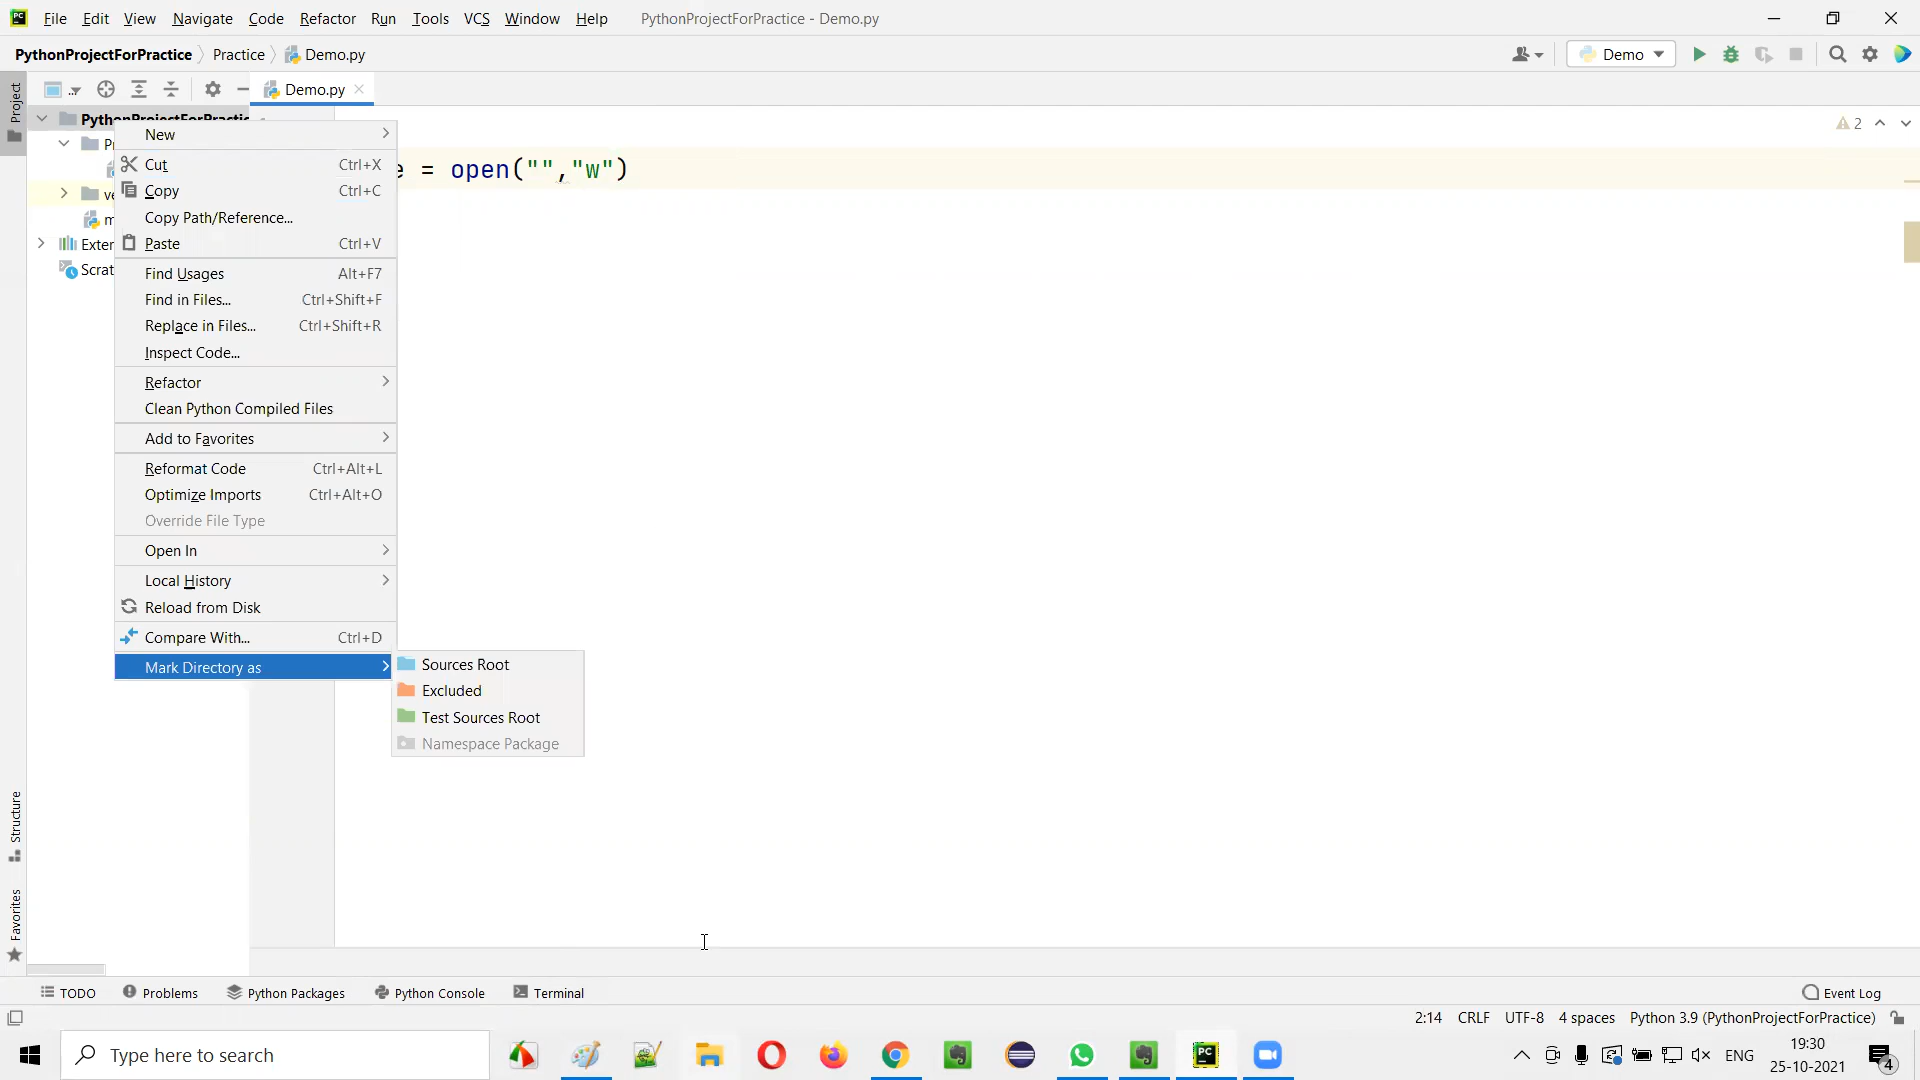 PC File Edit View Navigate Code Refactor Run Tools VCS Window Help PythonProjectForPractice - Demo.py
PythonProjectForPractice Practice Demo.py Demo
Project
Demo.py
New
Cut Ctrl+X
Copy Ctrl+C
Copy Path/Reference...
Paste Ctrl+V
Find Usages Alt+F7
Find in Files... Ctrl+Shift+F
Replace in Files... Ctrl+Shift+R
Inspect Code...
Refactor
Clean Python Compiled Files
Add to Favorites
Reformat Code Ctrl+Alt+L
Optimize Imports Ctrl+Alt+O
Override File Type
Open In
Local History
Reload from Disk
Compare With... Ctrl+D
Mark Directory as
Sources Root
Excluded
Test Sources Root
Namespace Package
e = open("","w")
2
Exter
Scrat
Structure
Favorites
TODO Problems Python Packages Python Console Terminal Event Log
2:14 CRLF UTF-8 4 spaces Python 3.9 (PythonProjectForPractice)
Type here to search
PC
ENG
19:30
25-10-2021
4